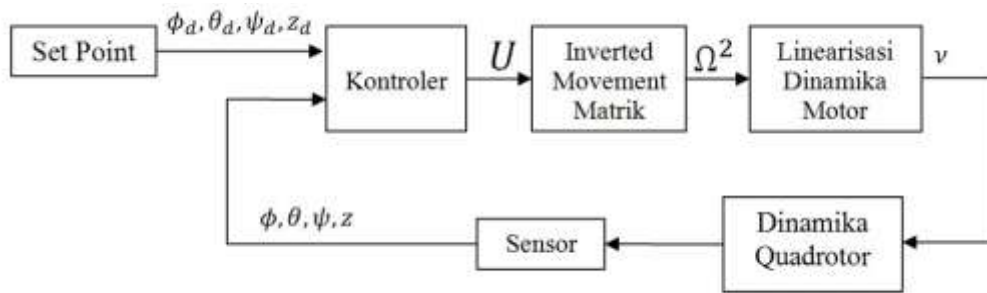 ϕ_d, θ_d, ψ_d, z_d
Set Point
Kontroler
U
Inverted
Movement
Matrik
Ω²
Linearisasi
Dinamika
Motor
ν
ϕ, θ, ψ, z
Sensor
Dinamika
Quadrotor